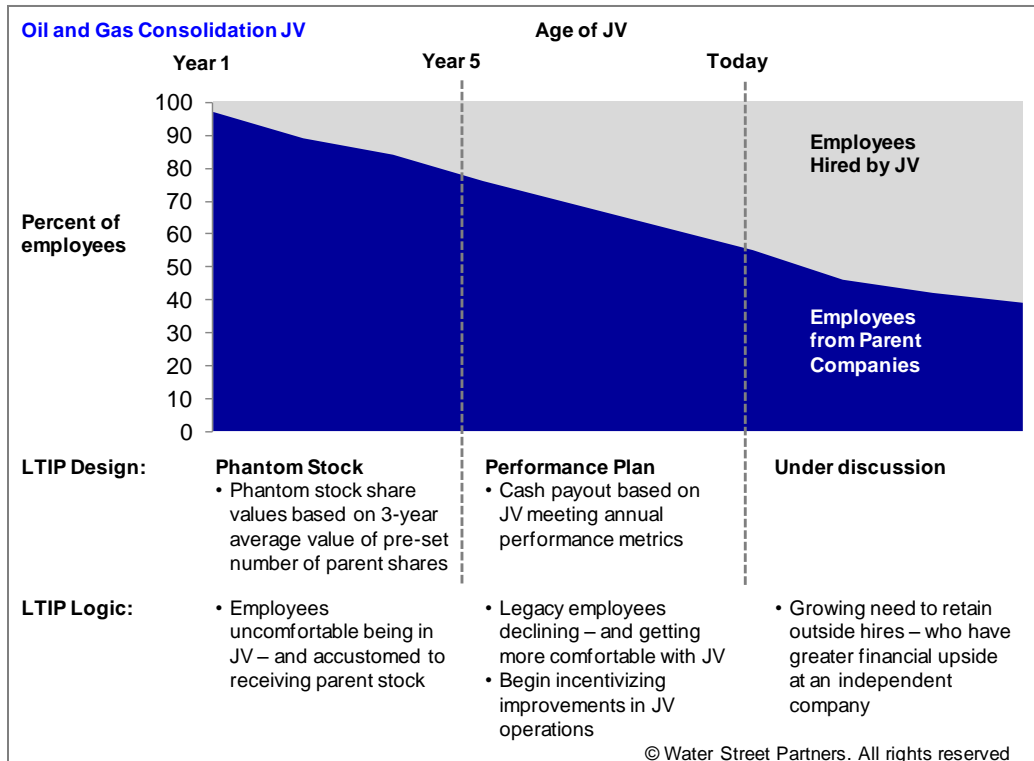 Oil and Gas Consolidation JV
Age of JV
Year 1
Year 5
Today
100
90
80
70
60
50
40
30
20
10
0
Percent of
employees
Employees
Hired by JV
Employees
from Parent
Companies
LTIP Design:
Phantom Stock
• Phantom stock share
values based on 3-year
average value of pre-set
number of parent shares
Performance Plan
• Cash payout based on
JV meeting annual
performance metrics
Under discussion
LTIP Logic:
• Employees
uncomfortable being in
JV – and accustomed to
receiving parent stock
• Legacy employees
declining – and getting
more comfortable with JV
• Begin incentivizing
improvements in JV
operations
• Growing need to retain
outside hires – who have
greater financial upside
at an independent
company
© Water Street Partners. All rights reserved